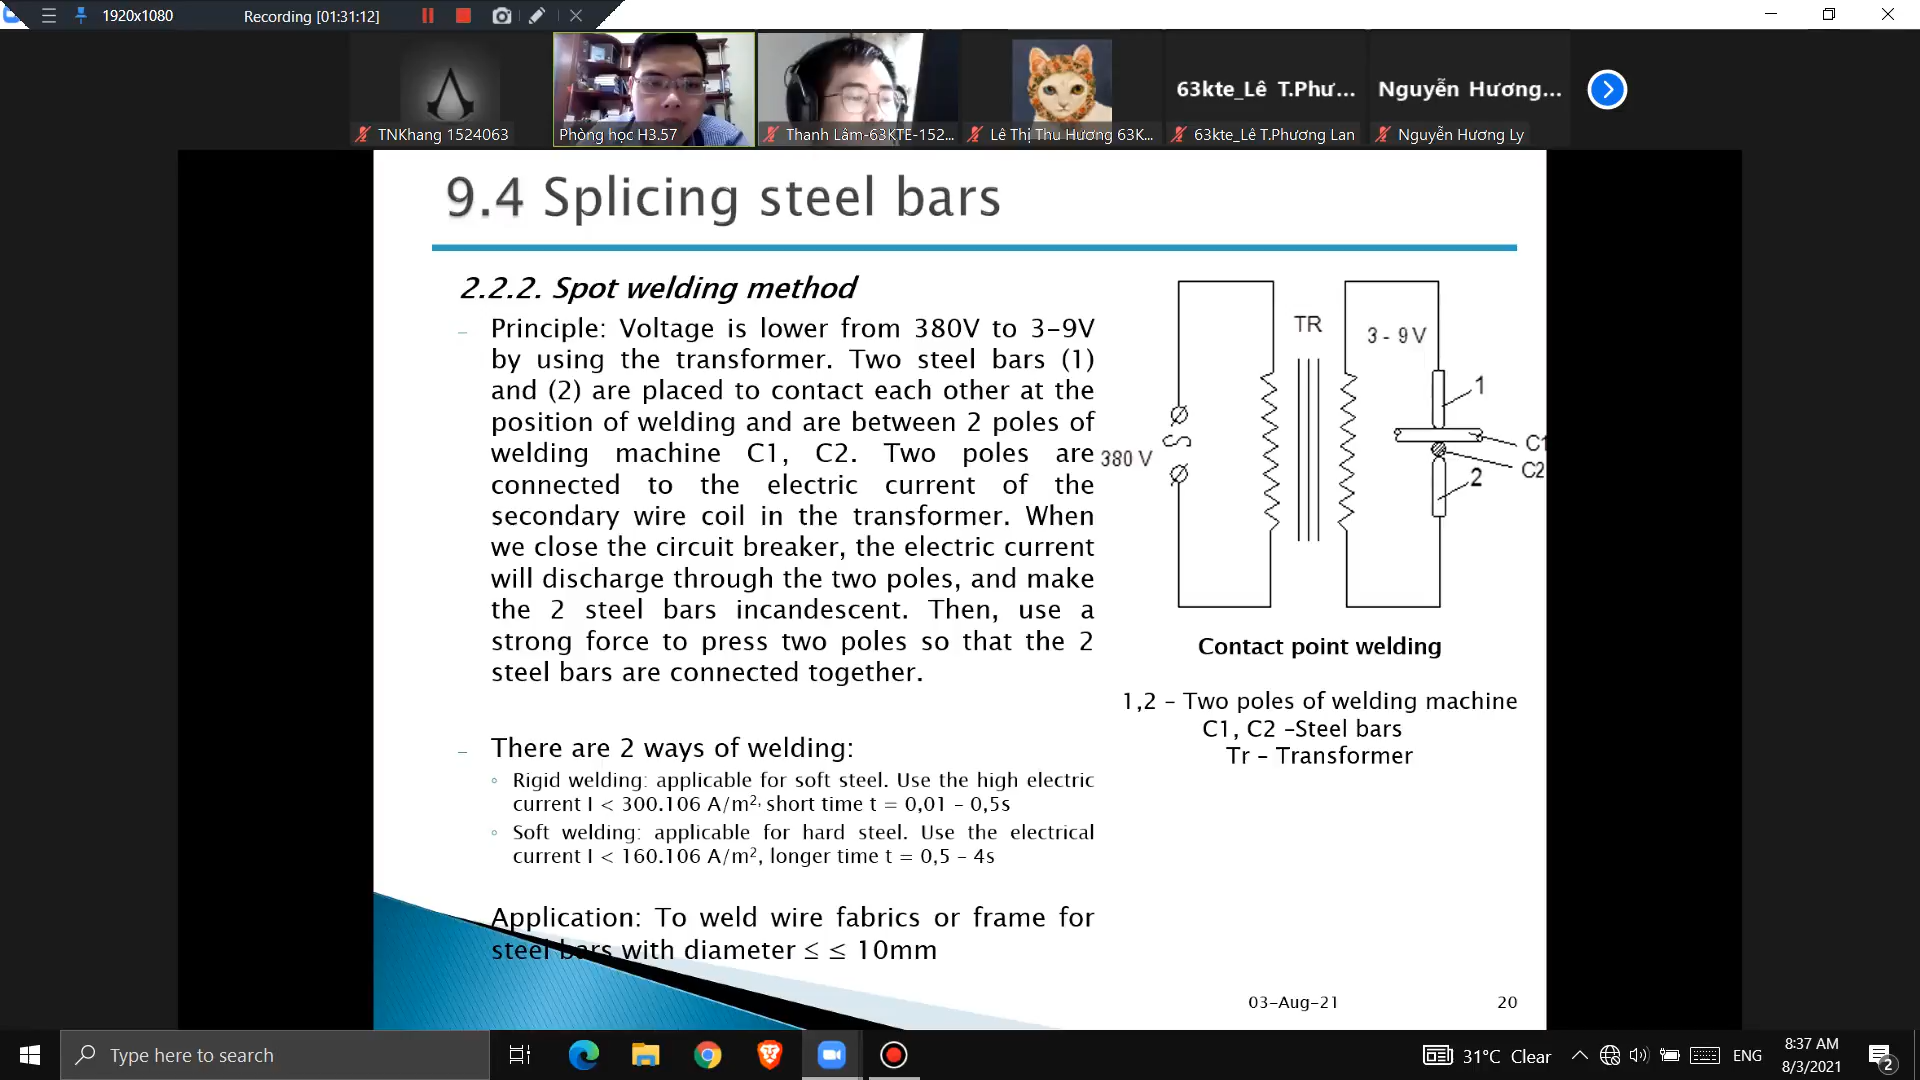 1920x1080
Recording [01:31:12]
TNKhang 1524063
Phòng học H3.57
Thanh Lâm-63KTE-152...
Lê Thị Thu Hương 63K...
63kte_Lê T.Phư...
63kte_Lê T.Phương Lan
Nguyễn Hương...
Nguyễn Hương Ly
9.4 Splicing steel bars
2.2.2. Spot welding method
– Principle: Voltage is lower from 380V to 3-9V
by using the transformer. Two steel bars (1)
and (2) are placed to contact each other at the
position of welding and are between 2 poles of
welding machine C1, C2. Two poles are
connected to the electric current of the
secondary wire coil in the transformer. When
we close the circuit breaker, the electric current
will discharge through the two poles, and make
the 2 steel bars incandescent. Then, use a
strong force to press two poles so that the 2
steel bars are connected together.
– There are 2 ways of welding:
◦ Rigid welding: applicable for soft steel. Use the high electric
current I < 300.106 A/m², short time t = 0,01 – 0,5s
◦ Soft welding: applicable for hard steel. Use the electrical
current I < 160.106 A/m², longer time t = 0,5 – 4s
Application: To weld wire fabrics or frame for
steel bars with diameter ≤ ≤ 10mm
TR
3 - 9 V
1
C1
C2
380 V
2
Contact point welding
1,2 – Two poles of welding machine
C1, C2 –Steel bars
Tr – Transformer
03-Aug-21
20
Type here to search
31°C Clear
ENG
8:37 AM
8/3/2021
2